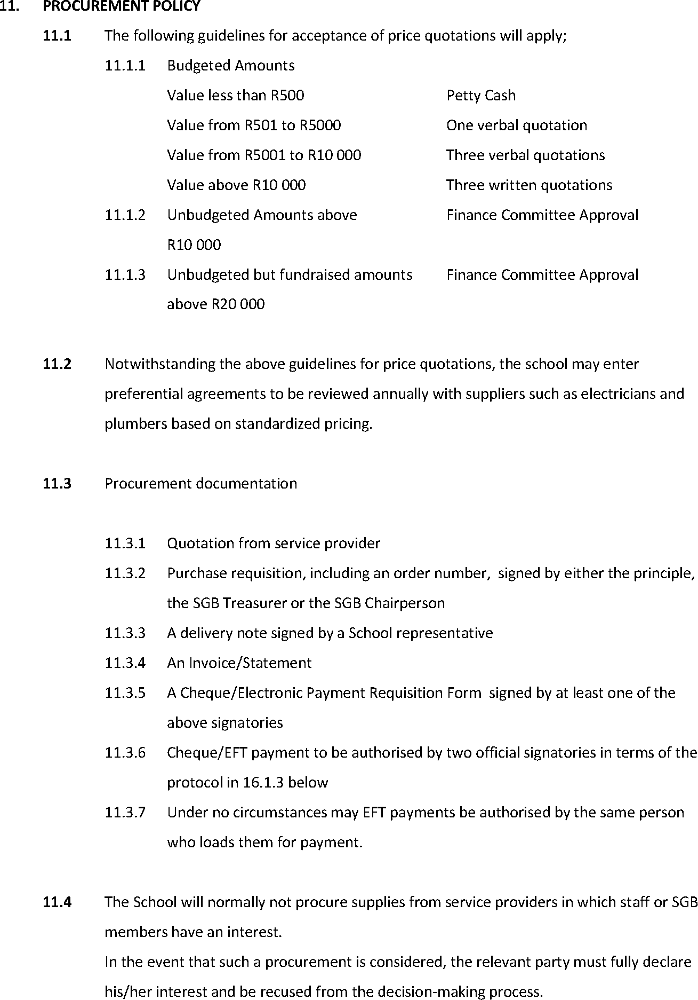 11. PROCUREMENT POLICY
11.1 The following guidelines for acceptance of price quotations will apply;
11.1.1 Budgeted Amounts
Value less than R500 Petty Cash
Value from R501 to R5000 One verbal quotation
Value from R5001 to R10 000 Three verbal quotations
Value above R10 000 Three written quotations
11.1.2 Unbudgeted Amounts above Finance Committee Approval
R10 000
11.1.3 Unbudgeted but fundraised amounts Finance Committee Approval
above R20 000
11.2 Notwithstanding the above guidelines for price quotations, the school may enter
preferential agreements to be reviewed annually with suppliers such as electricians and
plumbers based on standardized pricing.
11.3 Procurement documentation
11.3.1 Quotation from service provider
11.3.2 Purchase requisition, including an order number,  signed by either the principle,
the SGB Treasurer or the SGB Chairperson
11.3.3 A delivery note signed by a School representative
11.3.4 An Invoice/Statement
11.3.5 A Cheque/Electronic Payment Requisition Form  signed by at least one of the
above signatories
11.3.6 Cheque/EFT payment to be authorised by two official signatories in terms of the
protocol in 16.1.3 below
11.3.7 Under no circumstances may EFT payments be authorised by the same person
who loads them for payment.
11.4 The School will normally not procure supplies from service providers in which staff or SGB
members have an interest.
In the event that such a procurement is considered, the relevant party must fully declare
his/her interest and be recused from the decision-making process.